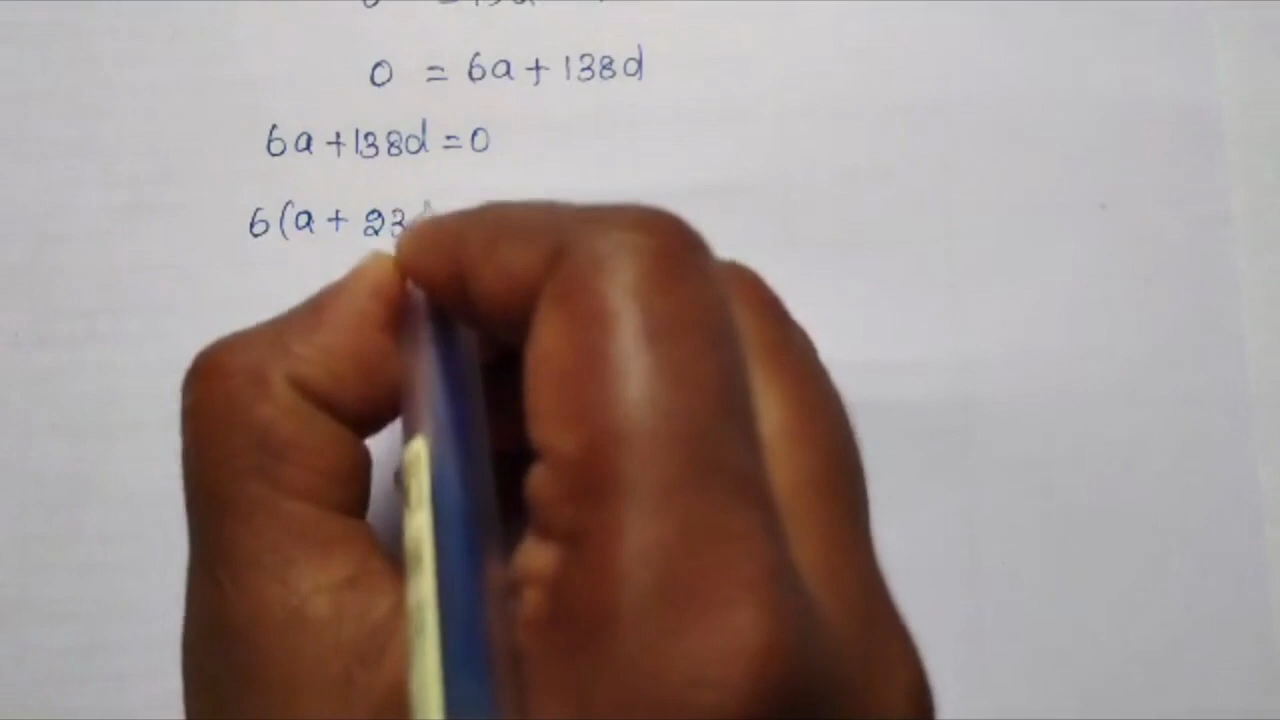 0 = 6a + 138d
6a + 138d = 0
6(a + 23